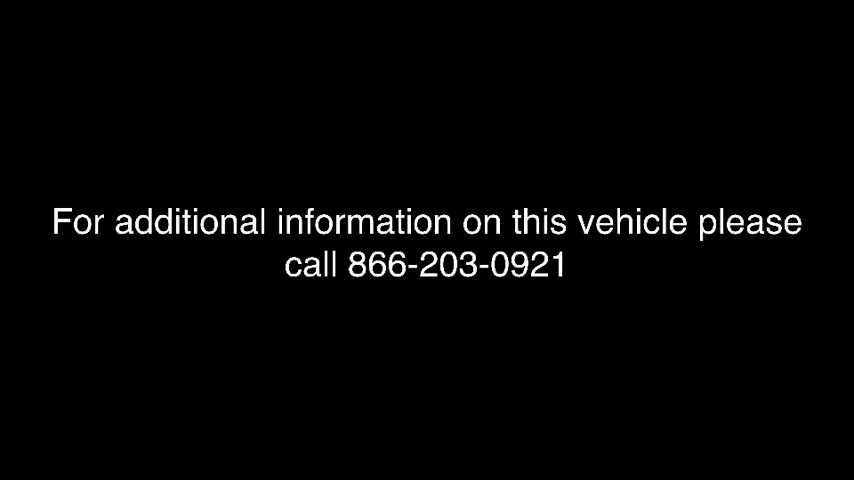 For additional information on this vehicle please
call 866-203-0921